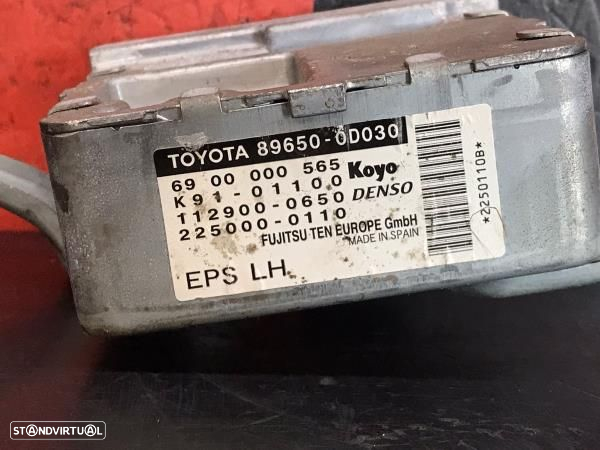 TOYOTA 89650-0D030
69 00 000 565 Koyo
K91-01100
112900-0650 DENSO
225000-0110
FUJITSU TEN EUROPE GmbH
MADE IN SPAIN
EPS LH
*2250110B*
STANDVIRTUAL